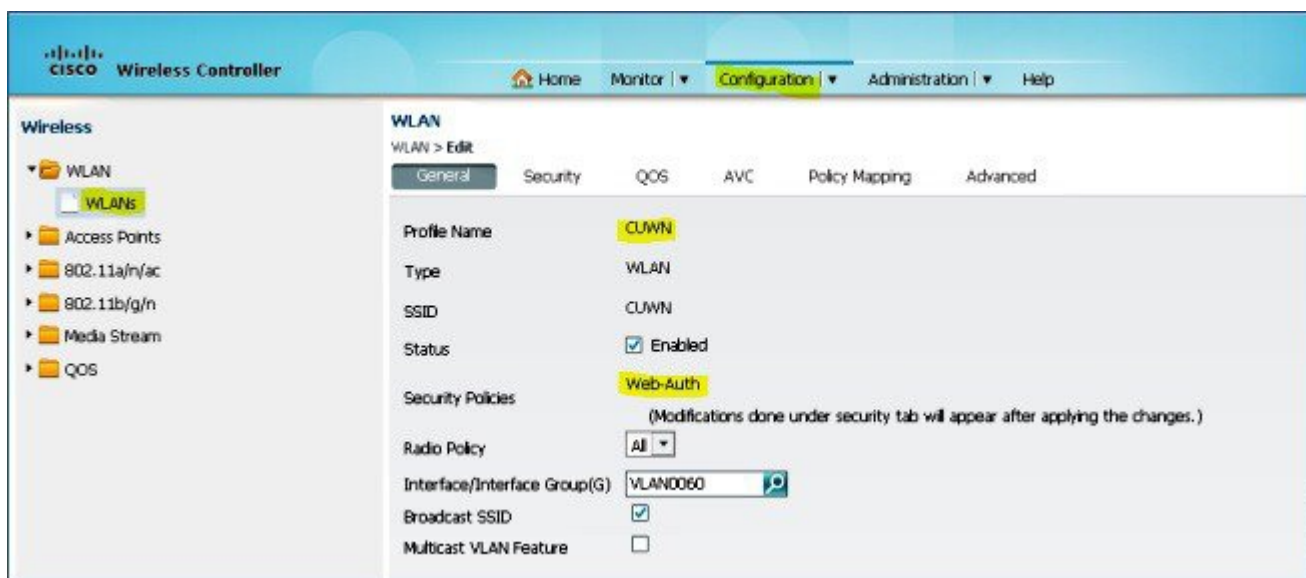 CISCO Wireless Controller
Home Monitor Configuration Administration Help
Wireless
WLAN
WLANs
Access Points
802.11a/n/ac
802.11b/g/n
Media Stream
QOS
WLAN
WLAN > Edit
General Security QOS AVC Policy Mapping Advanced
Profile Name CUWN
Type WLAN
SSID CUWN
Status Enabled
Security Policies Web-Auth
(Modifications done under security tab will appear after applying the changes.)
Radio Policy All
Interface/Interface Group(G) VLAN0060
Broadcast SSID
Multicast VLAN Feature